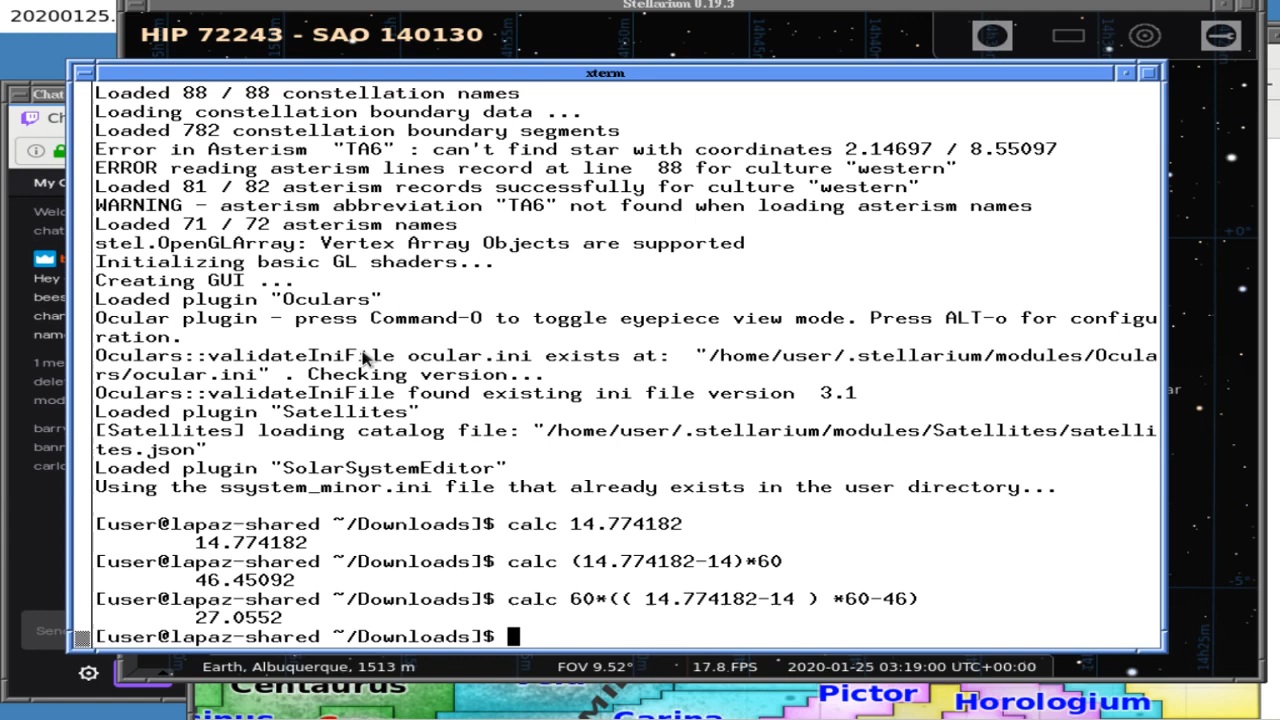 20200125.
Stellarium 0.19.3
HIP 72243 - SAO 140130
xterm
Chat
Loaded 88 / 88 constellation names
Loading constellation boundary data ...
Loaded 782 constellation boundary segments
Error in Asterism  "TA6" : can't find star with coordinates 2.14697 / 8.55097
ERROR reading asterism lines record at line  88 for culture "western"
Loaded 81 / 82 asterism records successfully for culture "western"
WARNING - asterism abbreviation "TA6" not found when loading asterism names
Loaded 71 / 72 asterism names
stel.OpenGLArray: Vertex Array Objects are supported
Initializing basic GL shaders...
Creating GUI ...
Loaded plugin "Oculars"
Ocular plugin - press Command-O to toggle eyepiece view mode. Press ALT-o for configu
ration.
Oculars::validateIniFile ocular.ini exists at:  "/home/user/.stellarium/modules/Ocula
rs/ocular.ini" . Checking version...
Oculars::validateIniFile found existing ini file version  3.1
Loaded plugin "Satellites"
[Satellites] loading catalog file: "/home/user/.stellarium/modules/Satellites/satelli
tes.json"
Loaded plugin "SolarSystemEditor"
Using the ssystem_minor.ini file that already exists in the user directory...
[user@lapaz-shared ~/Downloads]$ calc 14.774182
14.774182
[user@lapaz-shared ~/Downloads]$ calc (14.774182-14)*60
46.45092
[user@lapaz-shared ~/Downloads]$ calc 60*(( 14.774182-14 ) *60-46)
27.0552
[user@lapaz-shared ~/Downloads]$
Hey
+0°
-5°
14h25m
Earth, Albuquerque, 1513 m
FOV 9.52°
17.8 FPS
2020-01-25 03:19:00 UTC+00:00
Centaurus
Pictor
Horologium
Carina